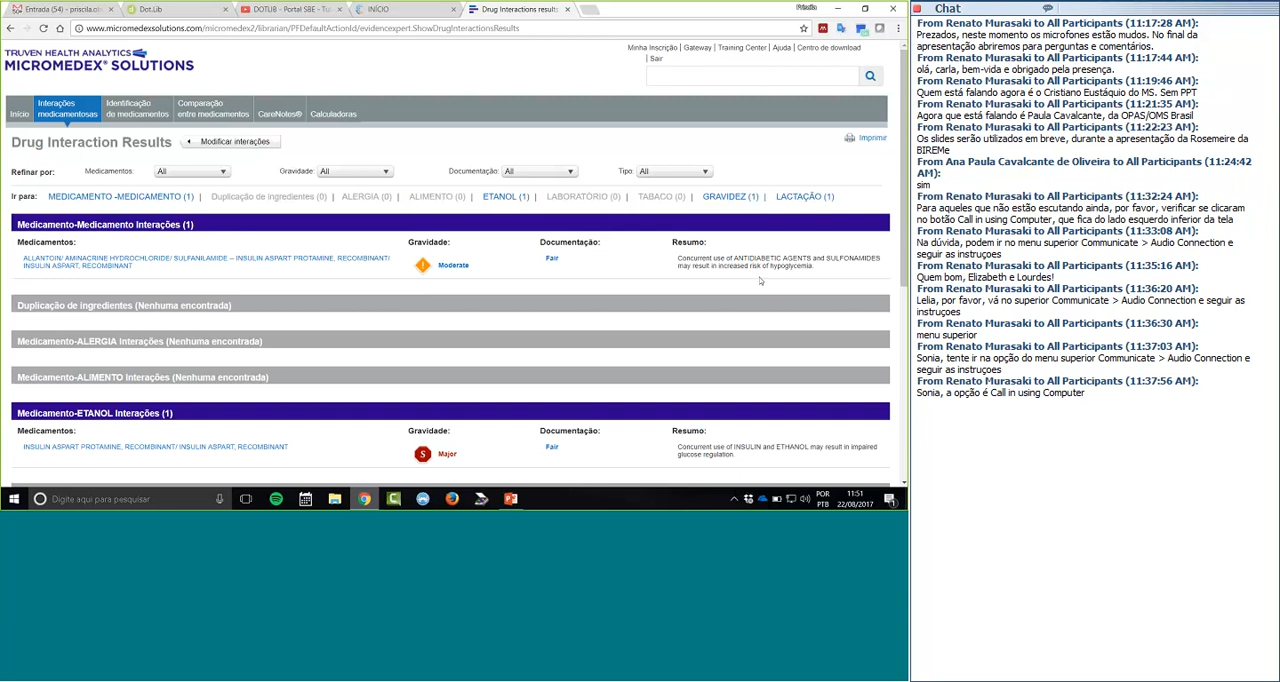 Entrada (54) - priscila.ol
Dot.Lib
DOTUB - Portal SBE - Tu
INÍCIO
Drug Interactions results
www.micromedexsolutions.com/micromedex2/librarian/PFDefaultActionId/evidencexpert.ShowDrugInteractionsResults
TRUVEN HEALTH ANALYTICS
MICROMEDEX® SOLUTIONS
Minha Inscrição | Gateway | Training Center | Ajuda | Centro de download
| Sair
Início
Interações medicamentosas
Identificação de medicamentos
Comparação entre medicamentos
CareNotes®
Calculadoras
Drug Interaction Results
Modificar interações
Imprimir
Refinar por: Medicamentos: All Gravidade: All Documentação: All Tipo: All
Ir para: MEDICAMENTO -MEDICAMENTO (1) | Duplicação de ingredientes (0) | ALERGIA (0) | ALIMENTO (0) | ETANOL (1) | LABORATÓRIO (0) | TABACO (0) | GRAVIDEZ (1) | LACTAÇÃO (1)
Medicamento-Medicamento Interações (1)
Medicamentos: Gravidade: Documentação: Resumo:
ALLANTOIN/ AMINACRINE HYDROCHLORIDE/ SULFANILAMIDE -- INSULIN ASPART PROTAMINE, RECOMBINANT/
INSULIN ASPART, RECOMBINANT
Moderate
Fair
Concurrent use of ANTIDIABETIC AGENTS and SULFONAMIDES
may result in increased risk of hypoglycemia.
Duplicação de ingredientes (Nenhuma encontrada)
Medicamento-ALERGIA Interações (Nenhuma encontrada)
Medicamento-ALIMENTO Interações (Nenhuma encontrada)
Medicamento-ETANOL Interações (1)
Medicamentos: Gravidade: Documentação: Resumo:
INSULIN ASPART PROTAMINE, RECOMBINANT/ INSULIN ASPART, RECOMBINANT
Major
Fair
Concurrent use of INSULIN and ETHANOL may result in impaired
glucose regulation.
Digite aqui para pesquisar
POR
PTB
11:51
22/08/2017
Chat
From Renato Murasaki to All Participants (11:17:28 AM):
Prezados, neste momento os microfones estão mudos. No final da
apresentação abriremos para perguntas e comentários.
From Renato Murasaki to All Participants (11:17:44 AM):
olá, carla, bem-vida e obrigado pela presença.
From Renato Murasaki to All Participants (11:19:46 AM):
Quem está falando agora é o Cristiano Eustáquio do MS. Sem PPT
From Renato Murasaki to All Participants (11:21:35 AM):
Agora que está falando é Paula Cavalcante, da OPAS/OMS Brasil
From Renato Murasaki to All Participants (11:22:23 AM):
Os slides serão utilizados em breve, durante a apresentação da Rosemeire da
BIREMe
From Ana Paula Cavalcante de Oliveira to All Participants (11:24:42
AM):
sim
From Renato Murasaki to All Participants (11:32:24 AM):
Para aqueles que não estão escutando ainda, por favor, verificar se clicaram
no botão Call in using Computer, que fica do lado esquerdo inferior da tela
From Renato Murasaki to All Participants (11:33:08 AM):
Na dúvida, podem ir no menu superior Communicate > Audio Connection e
seguir as instruçoes
From Renato Murasaki to All Participants (11:35:16 AM):
Quem bom, Elizabeth e Lourdes!
From Renato Murasaki to All Participants (11:36:20 AM):
Lelia, por favor, vá no superior Communicate > Audio Connection e seguir as
instruçoes
From Renato Murasaki to All Participants (11:36:30 AM):
menu superior
From Renato Murasaki to All Participants (11:37:03 AM):
Sonia, tente ir na opção do menu superior Communicate > Audio Connection e
seguir as instruçoes
From Renato Murasaki to All Participants (11:37:56 AM):
Sonia, a opção é Call in using Computer